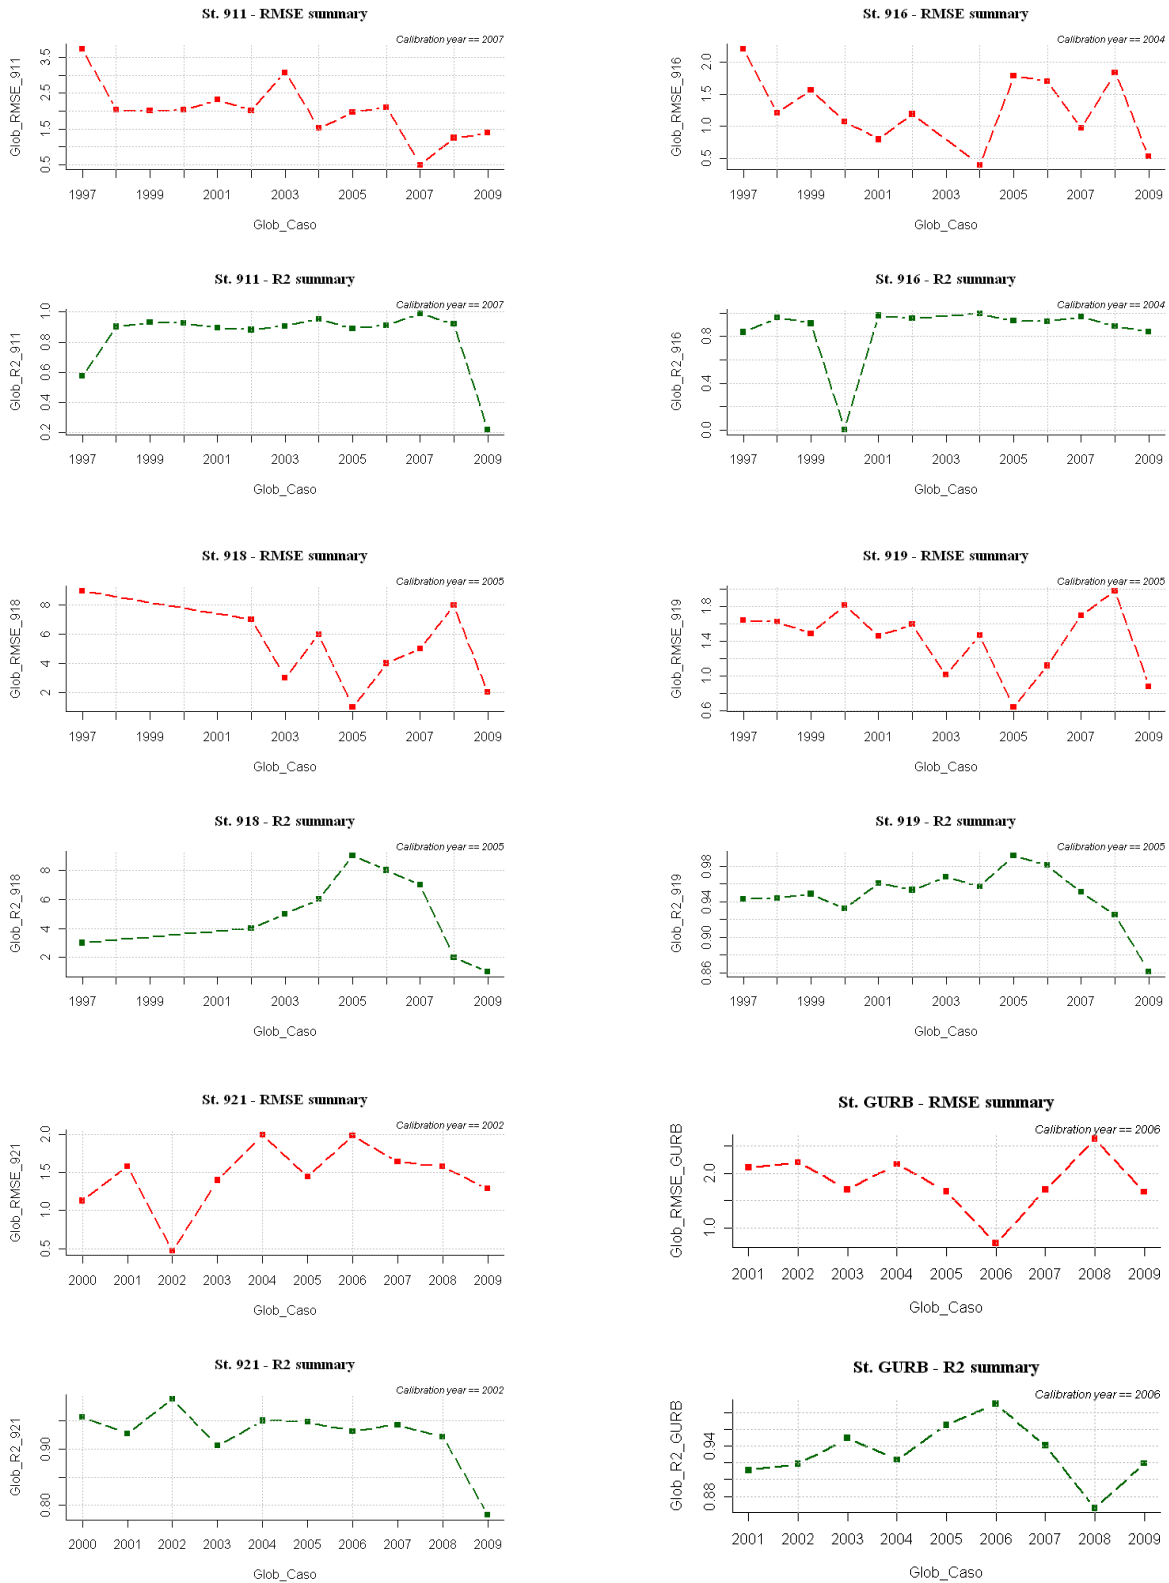 St. 911 - RMSE summary
Calibration year == 2007
Glob_RMSE_911
3.5
2.5
1.5
0.5
1997 1999 2001 2003 2005 2007 2009
Glob_Caso
St. 916 - RMSE summary
Calibration year == 2004
Glob_RMSE_916
2.0
1.5
1.0
0.5
1997 1999 2001 2003 2005 2007 2009
Glob_Caso
St. 911 - R2 summary
Calibration year == 2007
Glob_R2_911
1.0
0.8
0.6
0.4
0.2
1997 1999 2001 2003 2005 2007 2009
Glob_Caso
St. 916 - R2 summary
Calibration year == 2004
Glob_R2_916
0.8
0.4
0.0
1997 1999 2001 2003 2005 2007 2009
Glob_Caso
St. 918 - RMSE summary
Calibration year == 2005
Glob_RMSE_918
8
6
4
2
1997 1999 2001 2003 2005 2007 2009
Glob_Caso
St. 919 - RMSE summary
Calibration year == 2005
Glob_RMSE_919
1.8
1.4
1.0
0.6
1997 1999 2001 2003 2005 2007 2009
Glob_Caso
St. 918 - R2 summary
Calibration year == 2005
Glob_R2_918
8
6
4
2
1997 1999 2001 2003 2005 2007 2009
Glob_Caso
St. 919 - R2 summary
Calibration year == 2005
Glob_R2_919
0.98
0.94
0.90
0.86
1997 1999 2001 2003 2005 2007 2009
Glob_Caso
St. 921 - RMSE summary
Calibration year == 2002
Glob_RMSE_921
2.0
1.5
1.0
0.5
2000 2001 2002 2003 2004 2005 2006 2007 2008 2009
Glob_Caso
St. GURB - RMSE summary
Calibration year == 2006
Glob_RMSE_GURB
2.0
1.0
2001 2002 2003 2004 2005 2006 2007 2008 2009
Glob_Caso
St. 921 - R2 summary
Calibration year == 2002
Glob_R2_921
0.90
0.80
2000 2001 2002 2003 2004 2005 2006 2007 2008 2009
Glob_Caso
St. GURB - R2 summary
Calibration year == 2006
Glob_R2_GURB
0.94
0.88
2001 2002 2003 2004 2005 2006 2007 2008 2009
Glob_Caso